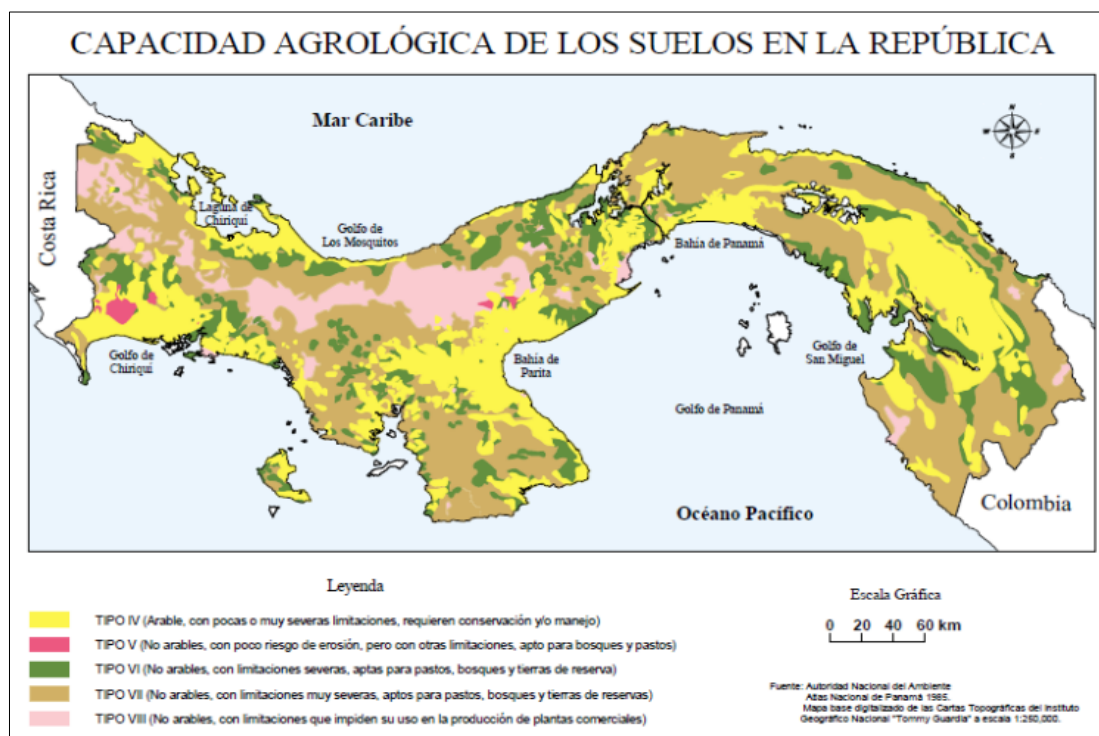 CAPACIDAD AGROLÓGICA DE LOS SUELOS EN LA REPÚBLICA
Mar Caribe
N
W E
S
Costa Rica
Laguna de
Chiriquí
Golfo de
Los Mosquitos
Bahía de Panamá
Golfo de
Chiriquí
Bahía de
Parita
Golfo de
San Miguel
Golfo de Panamá
Colombia
Océano Pacífico
Leyenda
TIPO IV (Arable, con pocas o muy severas limitaciones, requieren conservación y/o manejo)
TIPO V (No arables, con poco riesgo de erosión, pero con otras limitaciones, apto para bosques y pastos)
TIPO VI (No arables, con limitaciones severas, aptas para pastos, bosques y tierras de reserva)
TIPO VII (No arables, con limitaciones muy severas, aptos para pastos, bosques y tierras de reservas)
TIPO VIII (No arables, con limitaciones que impiden su uso en la producción de plantas comerciales)
Escala Gráfica
0 20 40 60 km
Fuente: Autoridad Nacional del Ambiente
Atlas Nacional de Panamá 1985.
Mapa base digitalizado de las Cartas Topográficas del Instituto
Geográfico Nacional "Tommy Guardia" a escala 1:250,000.